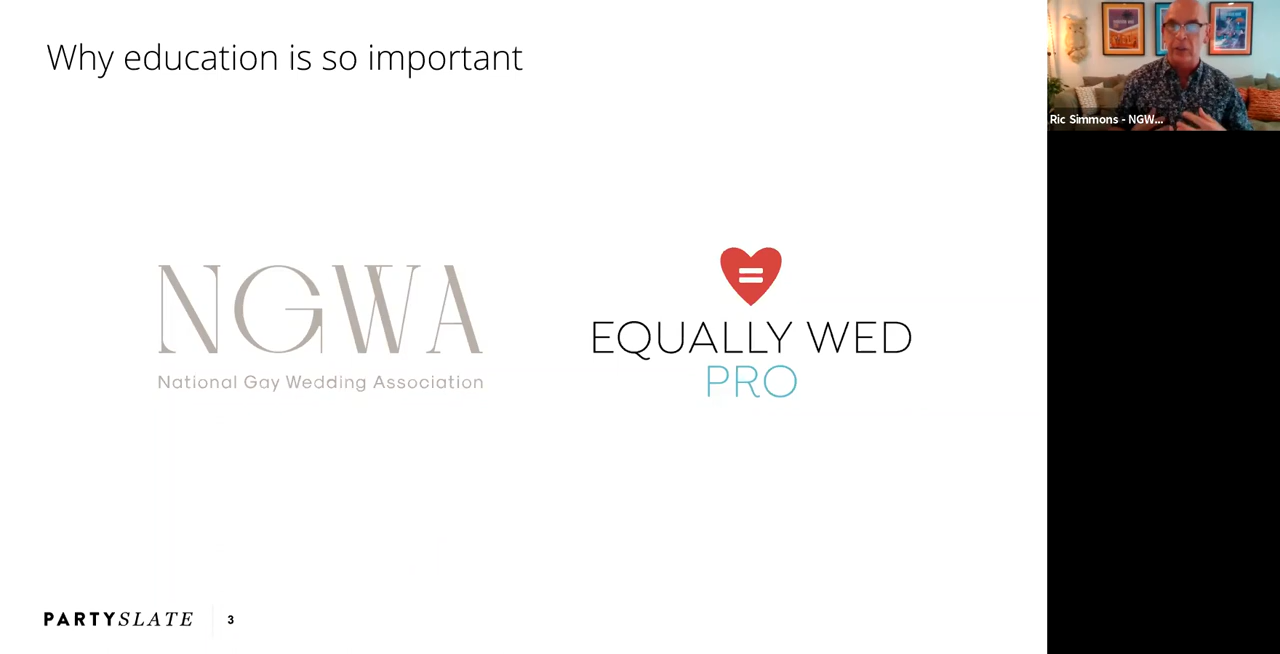 Why education is so important
Ric Simmons - NGW...
NGWA
National Gay Wedding Association
=
EQUALLY WED
PRO
PARTYSLATE
3